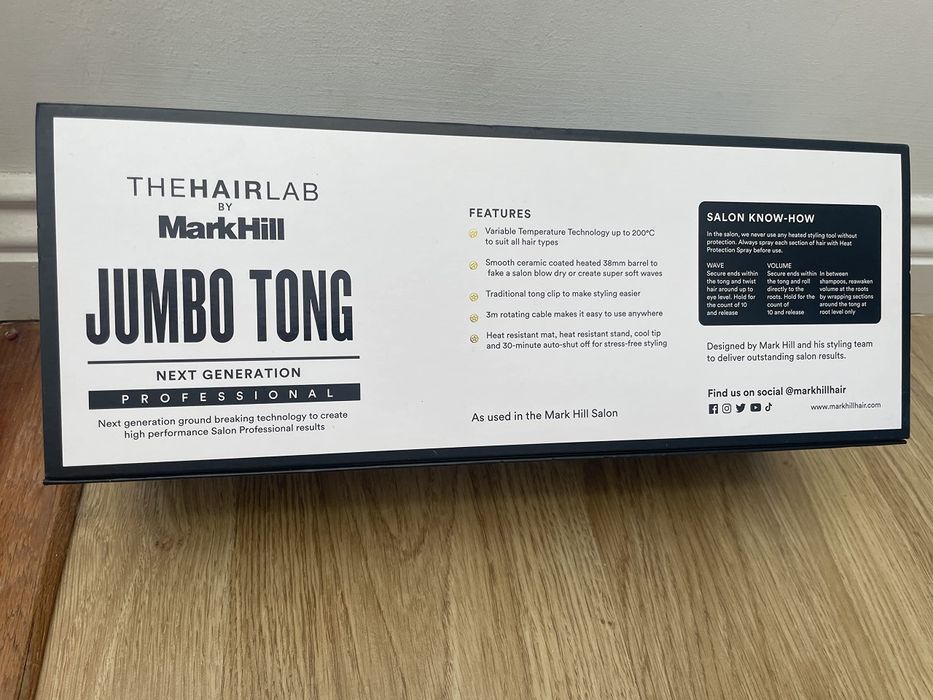 THEHAIRLAB
BY
MarkHill
JUMBO TONG
NEXT GENERATION
PROFESSIONAL
Next generation ground breaking technology to create
high performance Salon Professional results
FEATURES
Variable Temperature Technology up to 200°C
to suit all hair types
Smooth ceramic coated heated 38mm barrel to
fake a salon blow dry or create super soft waves
Traditional tong clip to make styling easier
3m rotating cable makes it easy to use anywhere
Heat resistant mat, heat resistant stand, cool tip
and 30-minute auto-shut off for stress-free styling
As used in the Mark Hill Salon
SALON KNOW-HOW
In the salon, we never use any heated styling tool without
protection. Always spray each section of hair with Heat
Protection Spray before use.
WAVE
Secure ends within
the tong and twist
hair around up to
eye level. Hold for
the count of 10
and release
VOLUME
Secure ends within
the tong and roll
directly to the
roots. Hold for the
count of
10 and release
In between
shampoos, reawaken
volume at the roots
by wrapping sections
around the tong at
root level only
Designed by Mark Hill and his styling team
to deliver outstanding salon results.
Find us on social @markhillhair
www.markhillhair.com